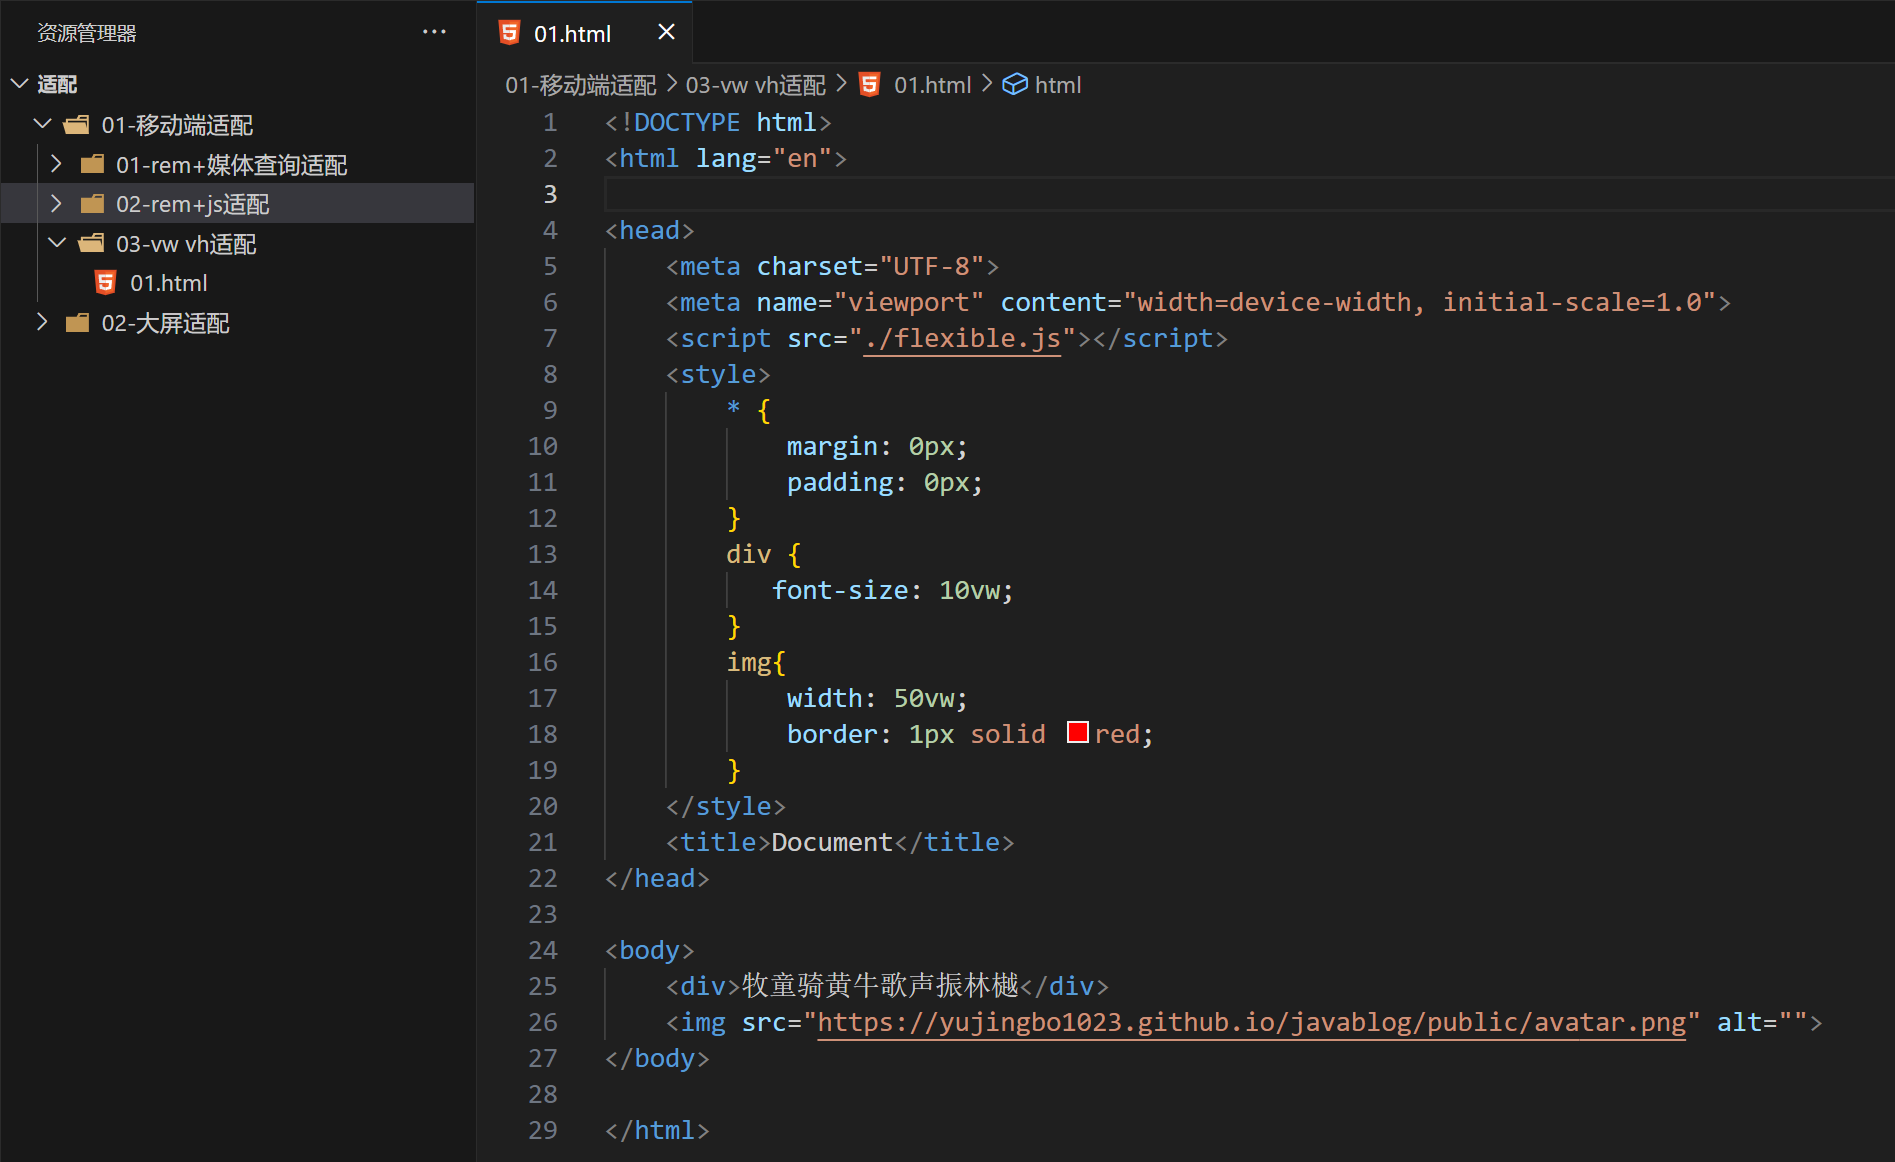 资源管理器
适配
01-移动端适配
01-rem+媒体查询适配
02-rem+js适配
03-vw vh适配
01.html
02-大屏适配
01.html
01-移动端适配 > 03-vw vh适配 > 01.html > html
1 <!DOCTYPE html>
2 <html lang="en">
3
4 <head>
5     <meta charset="UTF-8">
6     <meta name="viewport" content="width=device-width, initial-scale=1.0">
7     <script src="./flexible.js"></script>
8     <style>
9         * {
10             margin: 0px;
11             padding: 0px;
12         }
13         div {
14            font-size: 10vw;
15         }
16         img{
17             width: 50vw;
18             border: 1px solid red;
19         }
20     </style>
21     <title>Document</title>
22 </head>
23
24 <body>
25     <div>牧童骑黄牛歌声振林樾</div>
26     <img src="https://yujingbo1023.github.io/javablog/public/avatar.png" alt="">
27 </body>
28
29 </html>